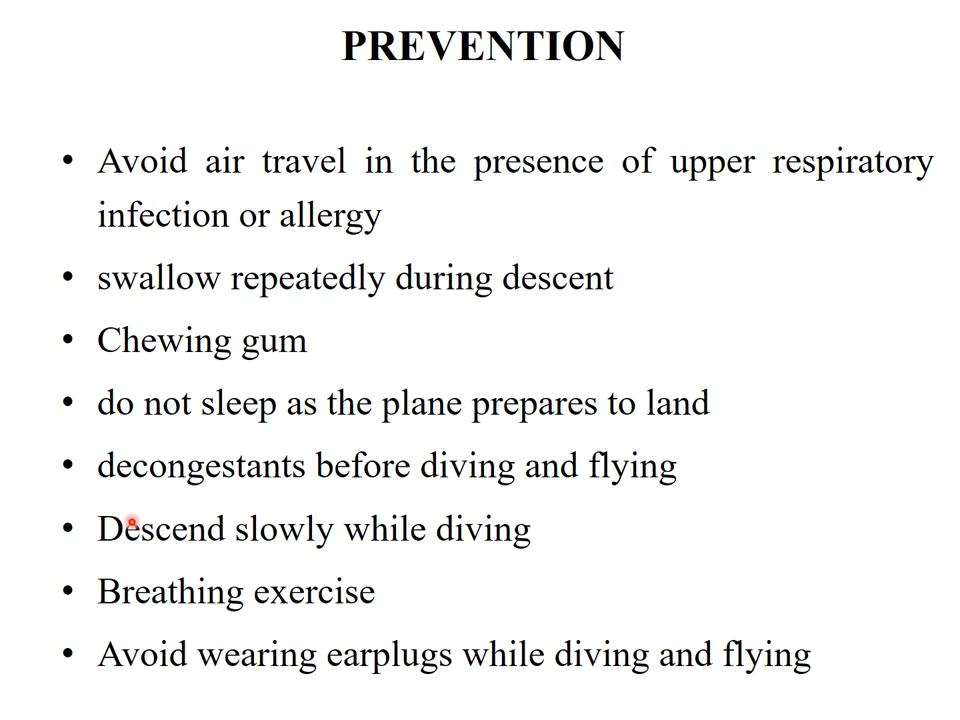 PREVENTION
• Avoid air travel in the presence of upper respiratory
infection or allergy
• swallow repeatedly during descent
• Chewing gum
• do not sleep as the plane prepares to land
• decongestants before diving and flying
• Descend slowly while diving
• Breathing exercise
• Avoid wearing earplugs while diving and flying